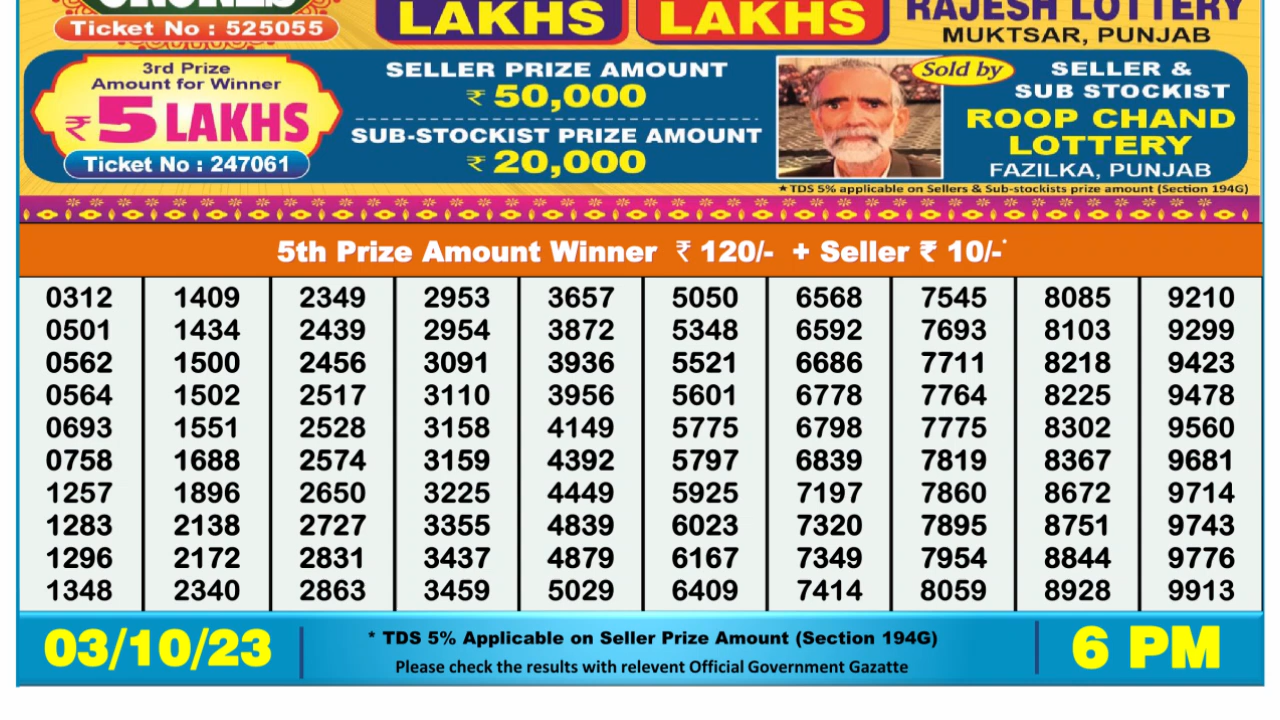 CRORES
LAKHS
LAKHS
RAJESH LOTTERY
Ticket No : 525055
MUKTSAR, PUNJAB
3rd Prize
Amount for Winner
₹ 5 LAKHS
Ticket No : 247061
SELLER PRIZE AMOUNT
₹ 50,000
SUB-STOCKIST PRIZE AMOUNT
₹ 20,000
Sold by
SELLER &
SUB STOCKIST
ROOP CHAND
LOTTERY
FAZILKA, PUNJAB
★TDS 5% applicable on Sellers & Sub-stockists prize amount (Section 194G)
5th Prize Amount Winner ₹ 120/- + Seller ₹ 10/-*
0312 1409 2349 2953 3657 5050 6568 7545 8085 9210
0501 1434 2439 2954 3872 5348 6592 7693 8103 9299
0562 1500 2456 3091 3936 5521 6686 7711 8218 9423
0564 1502 2517 3110 3956 5601 6778 7764 8225 9478
0693 1551 2528 3158 4149 5775 6798 7775 8302 9560
0758 1688 2574 3159 4392 5797 6839 7819 8367 9681
1257 1896 2650 3225 4449 5925 7197 7860 8672 9714
1283 2138 2727 3355 4839 6023 7320 7895 8751 9743
1296 2172 2831 3437 4879 6167 7349 7954 8844 9776
1348 2340 2863 3459 5029 6409 7414 8059 8928 9913
03/10/23
* TDS 5% Applicable on Seller Prize Amount (Section 194G)
Please check the results with relevent Official Government Gazatte
6 PM